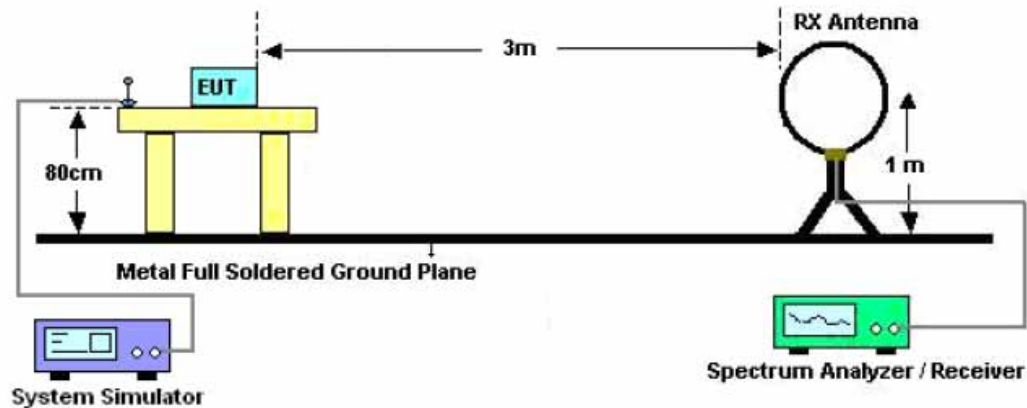 RX Antenna
3m
EUT
80cm
1 m
Metal Full Soldered Ground Plane
System Simulator
Spectrum Analyzer / Receiver